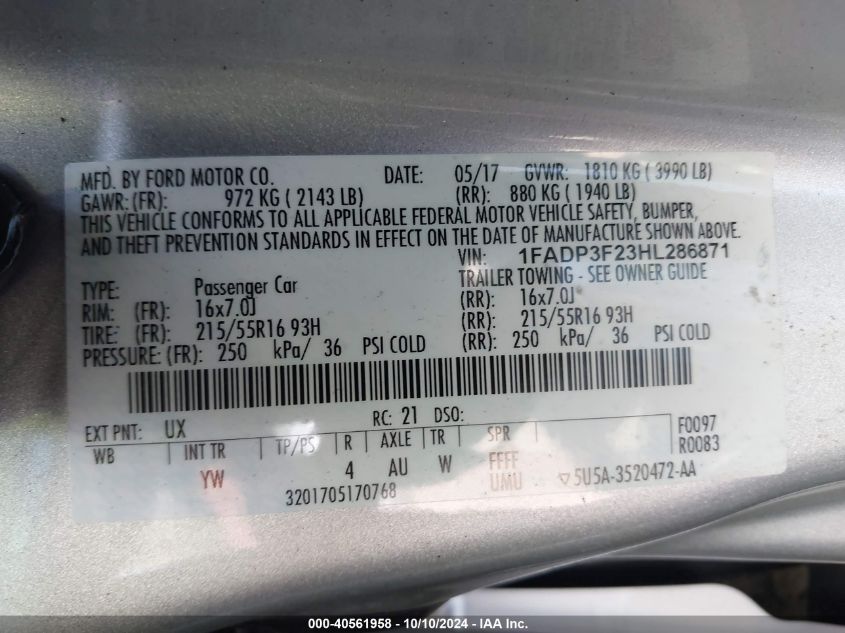 MFD. BY FORD MOTOR CO. DATE: 05/17 GVWR: 1810 KG ( 3990 LB)
GAWR: (FR): 972 KG ( 2143 LB) (RR): 880 KG ( 1940 LB)
THIS VEHICLE CONFORMS TO ALL APPLICABLE FEDERAL MOTOR VEHICLE SAFETY, BUMPER,
AND THEFT PREVENTION STANDARDS IN EFFECT ON THE DATE OF MANUFACTURE SHOWN ABOVE.
VIN: 1FADP3F23HL286871
TYPE: Passenger Car TRAILER TOWING - SEE OWNER GUIDE
RIM: (FR): 16x7.0J (RR): 16x7.0J
TIRE: (FR): 215/55R16 93H (RR): 215/55R16 93H
PRESSURE: (FR): 250 kPa/ 36 PSI COLD (RR): 250 kPa/ 36 PSI COLD
EXT PNT: UX RC: 21 DSO: F0097
WB INT TR TP/PS R AXLE TR SPR R0083
YW 4 AU W FFFF
UMU 5U5A-3520472-AA
3201705170768
000-40561958 - 10/10/2024 - IAA Inc.